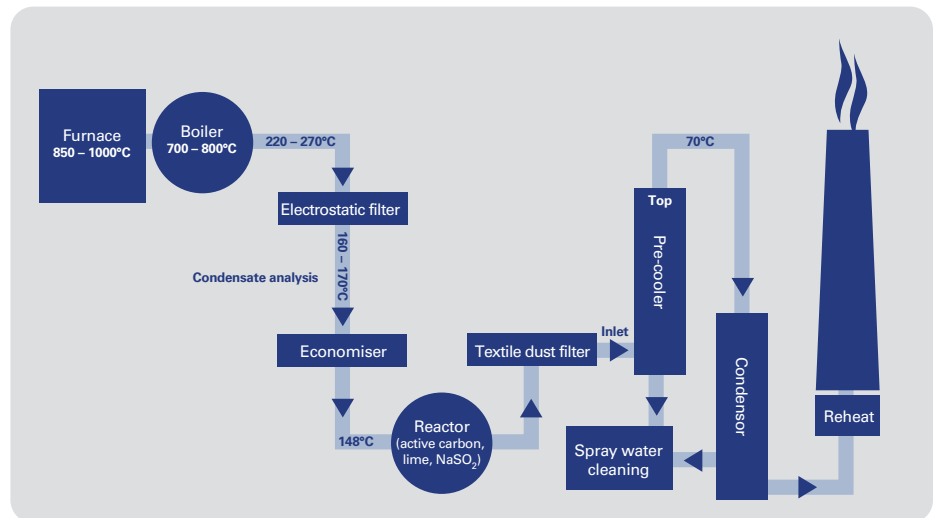 Furnace
850 – 1000°C
Boiler
700 – 800°C
220 – 270°C
Electrostatic filter
160 – 170°C
Condensate analysis
Economiser
148°C
Reactor
(active carbon,
lime, NaSO₂)
Textile dust filter
Inlet
Top
Pre-cooler
70°C
Condensor
Spray water
cleaning
Reheat